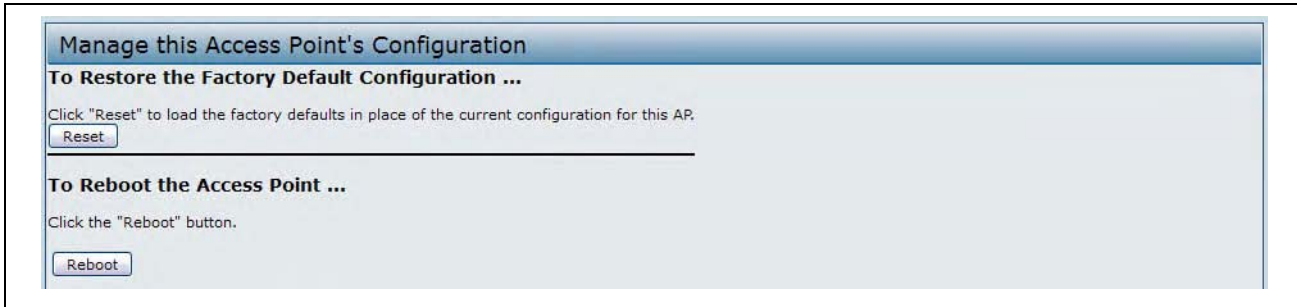 Manage this Access Point's Configuration
To Restore the Factory Default Configuration ...
Click "Reset" to load the factory defaults in place of the current configuration for this AP.
Reset
To Reboot the Access Point ...
Click the "Reboot" button.
Reboot